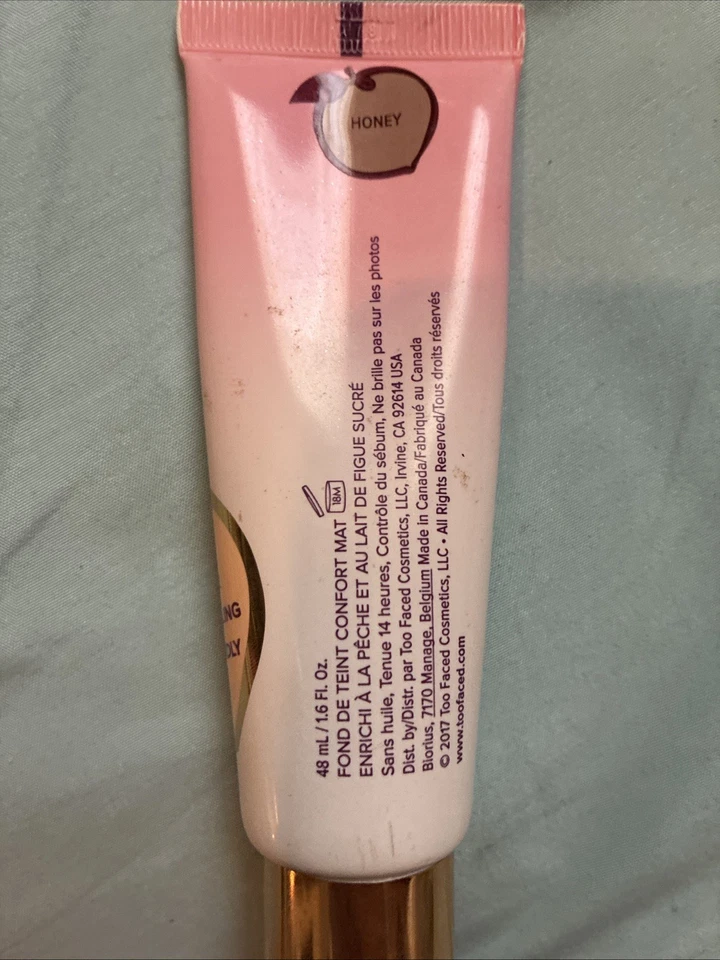 HONEY
48 mL / 1.6 Fl. Oz.
FOND DE TEINT CONFORT MAT 18M
ENRICHI À LA PÊCHE ET AU LAIT DE FIGUE SUCRÉ
Sans huile, Tenue 14 heures, Contrôle du sébum, Ne brille pas sur les photos
Dist. by/Distr. par Too Faced Cosmetics, LLC, Irvine, CA 92614 USA
Biorius, 7170 Manage, Belgium Made in Canada/Fabriqué au Canada
© 2017 Too Faced Cosmetics, LLC • All Rights Reserved/Tous droits réservés
www.toofaced.com